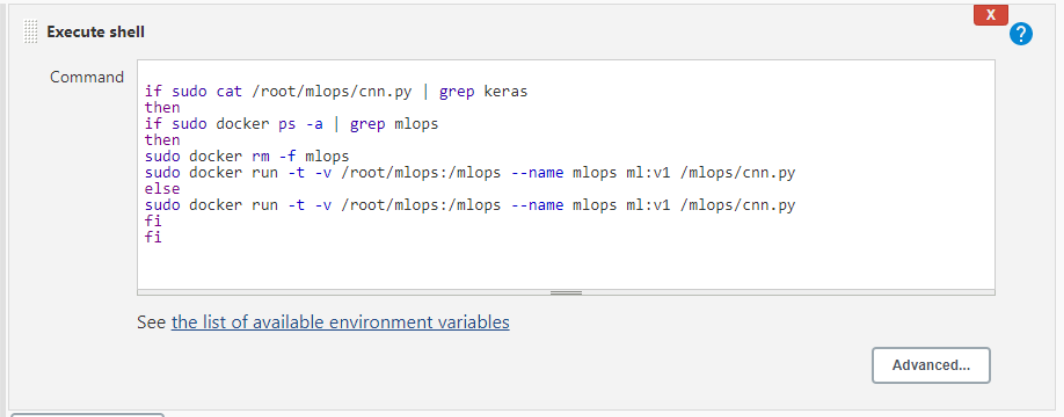 X
Execute shell
?
Command
if sudo cat /root/mlops/cnn.py | grep keras
then
if sudo docker ps -a | grep mlops
then
sudo docker rm -f mlops
sudo docker run -t -v /root/mlops:/mlops --name mlops ml:v1 /mlops/cnn.py
else
sudo docker run -t -v /root/mlops:/mlops --name mlops ml:v1 /mlops/cnn.py
fi
fi
See the list of available environment variables
Advanced...